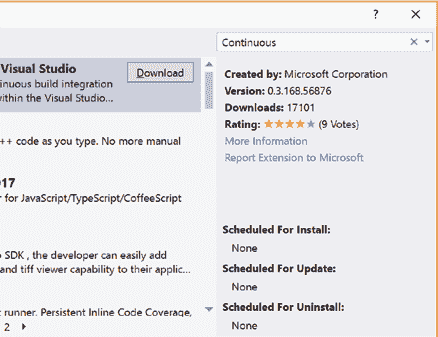 ?
Continuous
Visual Studio
Download
inuous build integration
vithin the Visual Studio...
++ code as you type. No more manual
017
r for JavaScript/TypeScript/CoffeeScript
o SDK , the developer can easily add
and tiff viewer capability to their applic...
t runner. Persistent Inline Code Coverage,
2
Created by: Microsoft Corporation
Version: 0.3.168.56876
Downloads: 17101
Rating: (9 Votes)
More Information
Report Extension to Microsoft
Scheduled For Install:
None
Scheduled For Update:
None
Scheduled For Uninstall:
None